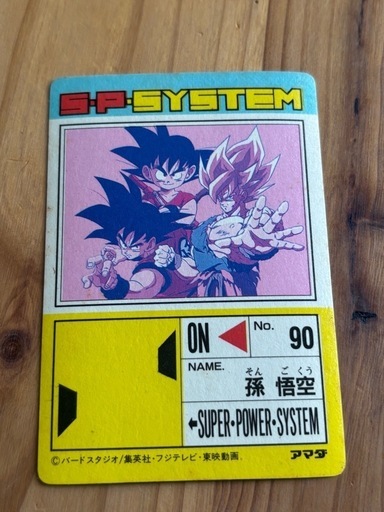 S·P·SYSTEM
ON No. 90
NAME.
そん ご くう
孫 悟空
←SUPER·POWER·SYSTEM
©バードスタジオ/集英社・フジテレビ・東映動画 アマダ